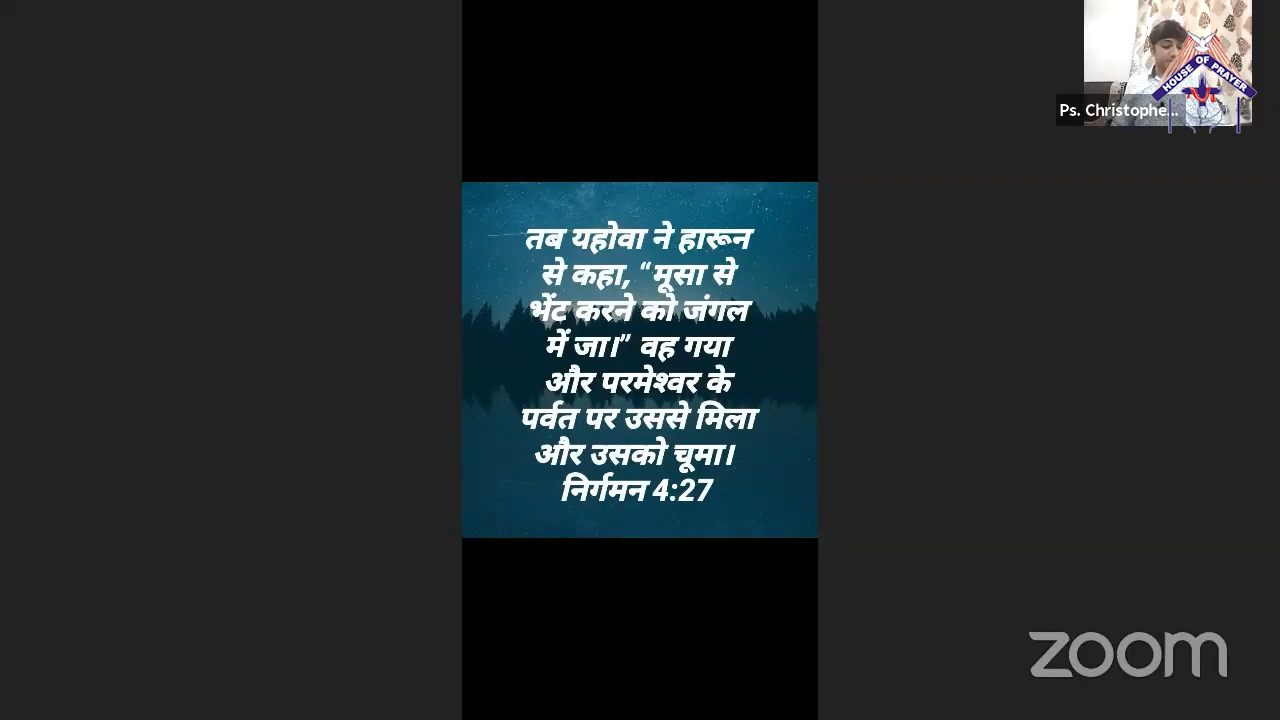 HOUSE OF PRAYER
Ps. Christophe...
तब यहोवा ने हारून
से कहा, “मूसा से
भेंट करने को जंगल
में जा।” वह गया
और परमेश्वर के
पर्वत पर उससे मिला
और उसको चूमा।
निर्गमन 4:27
zoom